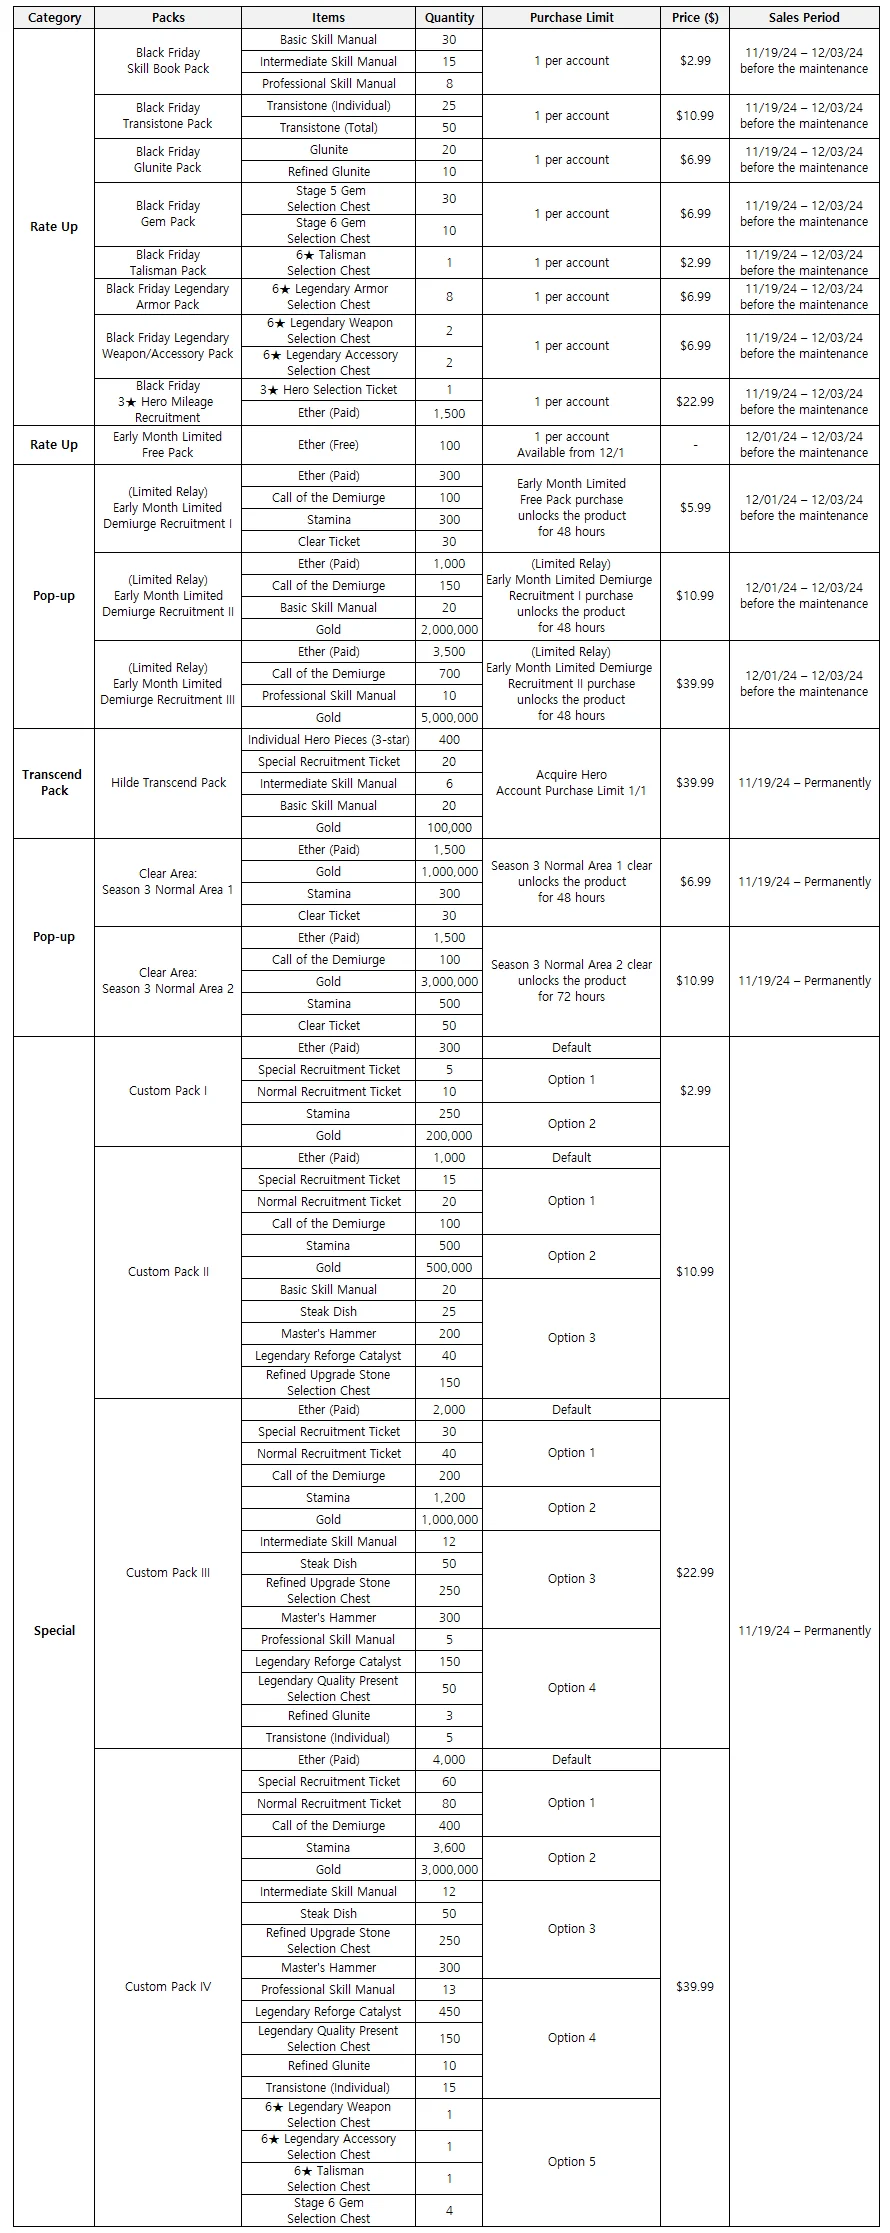 Category Packs Items Quantity Purchase Limit Price ($) Sales Period
Rate Up
Black Friday
Skill Book Pack
Basic Skill Manual 30
Intermediate Skill Manual 15
Professional Skill Manual 8
1 per account
$2.99
11/19/24 – 12/03/24
before the maintenance
Black Friday
Transistone Pack
Transistone (Individual) 25
Transistone (Total) 50
1 per account
$10.99
11/19/24 – 12/03/24
before the maintenance
Black Friday
Glunite Pack
Glunite 20
Refined Glunite 10
1 per account
$6.99
11/19/24 – 12/03/24
before the maintenance
Black Friday
Gem Pack
Stage 5 Gem
Selection Chest
30
Stage 6 Gem
Selection Chest
10
1 per account
$6.99
11/19/24 – 12/03/24
before the maintenance
Black Friday
Talisman Pack
6★ Talisman
Selection Chest
1
1 per account
$2.99
11/19/24 – 12/03/24
before the maintenance
Black Friday Legendary
Armor Pack
6★ Legendary Armor
Selection Chest
8
1 per account
$6.99
11/19/24 – 12/03/24
before the maintenance
Black Friday Legendary
Weapon/Accessory Pack
6★ Legendary Weapon
Selection Chest
2
6★ Legendary Accessory
Selection Chest
2
1 per account
$6.99
11/19/24 – 12/03/24
before the maintenance
Black Friday
3★ Hero Mileage
Recruitment
3★ Hero Selection Ticket 1
Ether (Paid) 1,500
1 per account
$22.99
11/19/24 – 12/03/24
before the maintenance
Rate Up
Early Month Limited
Free Pack
Ether (Free) 100
1 per account
Available from 12/1
-
12/01/24 – 12/03/24
before the maintenance
Pop-up
(Limited Relay)
Early Month Limited
Demiurge Recruitment I
Ether (Paid) 300
Call of the Demiurge 100
Stamina 300
Clear Ticket 30
Early Month Limited
Free Pack purchase
unlocks the product
for 48 hours
$5.99
12/01/24 – 12/03/24
before the maintenance
(Limited Relay)
Early Month Limited
Demiurge Recruitment II
Ether (Paid) 1,000
Call of the Demiurge 150
Basic Skill Manual 20
Gold 2,000,000
(Limited Relay)
Early Month Limited Demiurge
Recruitment I purchase
unlocks the product
for 48 hours
$10.99
12/01/24 – 12/03/24
before the maintenance
(Limited Relay)
Early Month Limited
Demiurge Recruitment III
Ether (Paid) 3,500
Call of the Demiurge 700
Professional Skill Manual 10
Gold 5,000,000
(Limited Relay)
Early Month Limited Demiurge
Recruitment II purchase
unlocks the product
for 48 hours
$39.99
12/01/24 – 12/03/24
before the maintenance
Transcend
Pack
Hilde Transcend Pack
Individual Hero Pieces (3-star) 400
Special Recruitment Ticket 20
Intermediate Skill Manual 6
Basic Skill Manual 20
Gold 100,000
Acquire Hero
Account Purchase Limit 1/1
$39.99
11/19/24 – Permanently
Pop-up
Clear Area:
Season 3 Normal Area 1
Ether (Paid) 1,500
Gold 1,000,000
Stamina 300
Clear Ticket 30
Season 3 Normal Area 1 clear
unlocks the product
for 48 hours
$6.99
11/19/24 – Permanently
Clear Area:
Season 3 Normal Area 2
Ether (Paid) 1,500
Call of the Demiurge 100
Gold 3,000,000
Stamina 500
Clear Ticket 50
Season 3 Normal Area 2 clear
unlocks the product
for 72 hours
$10.99
11/19/24 – Permanently
Special
Custom Pack I
Ether (Paid) 300 Default
Special Recruitment Ticket 5
Normal Recruitment Ticket 10
Option 1
Stamina 250
Gold 200,000
Option 2
$2.99
Custom Pack II
Ether (Paid) 1,000 Default
Special Recruitment Ticket 15
Normal Recruitment Ticket 20
Call of the Demiurge 100
Option 1
Stamina 500
Gold 500,000
Option 2
Basic Skill Manual 20
Steak Dish 25
Master's Hammer 200
Legendary Reforge Catalyst 40
Refined Upgrade Stone
Selection Chest
150
Option 3
$10.99
Custom Pack III
Ether (Paid) 2,000 Default
Special Recruitment Ticket 30
Normal Recruitment Ticket 40
Call of the Demiurge 200
Option 1
Stamina 1,200
Gold 1,000,000
Option 2
Intermediate Skill Manual 12
Steak Dish 50
Refined Upgrade Stone
Selection Chest
250
Master's Hammer 300
Option 3
Professional Skill Manual 5
Legendary Reforge Catalyst 150
Legendary Quality Present
Selection Chest
50
Refined Glunite 3
Transistone (Individual) 5
Option 4
$22.99
11/19/24 – Permanently
Custom Pack IV
Ether (Paid) 4,000 Default
Special Recruitment Ticket 60
Normal Recruitment Ticket 80
Call of the Demiurge 400
Option 1
Stamina 3,600
Gold 3,000,000
Option 2
Intermediate Skill Manual 12
Steak Dish 50
Refined Upgrade Stone
Selection Chest
250
Master's Hammer 300
Option 3
Professional Skill Manual 13
Legendary Reforge Catalyst 450
Legendary Quality Present
Selection Chest
150
Refined Glunite 10
Transistone (Individual) 15
Option 4
6★ Legendary Weapon
Selection Chest
1
6★ Legendary Accessory
Selection Chest
1
6★ Talisman
Selection Chest
1
Stage 6 Gem
Selection Chest
4
Option 5
$39.99